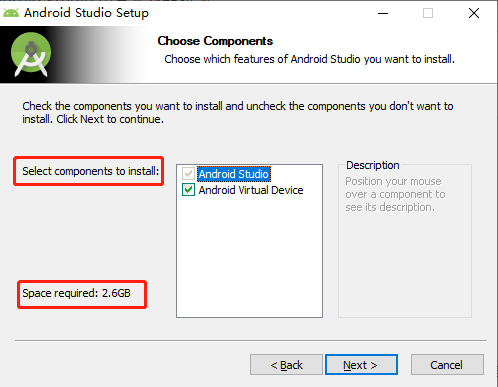 Android Studio Setup
Choose Components
Choose which features of Android Studio you want to install.
Check the components you want to install and uncheck the components you don't want to
install. Click Next to continue.
Select components to install:
Android Studio
Android Virtual Device
Description
Position your mouse
over a component to
see its description.
Space required: 2.6GB
< Back
Next >
Cancel